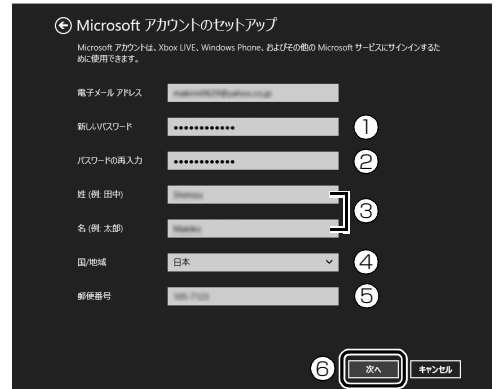 Microsoft アカウントのセットアップ
Microsoft アカウントは、Xbox LIVE、Windows Phone、およびその他の Microsoft サービスにサインインするた
めに使用できます。
電子メール アドレス
新しいパスワード ●●●●●●●●●●●● ①
パスワードの再入力 ●●●●●●●●●●●● ②
姓 (例: 田中)
③
名 (例: 太郎)
国/地域 日本 ④
郵便番号 ⑤
⑥ 次へ キャンセル